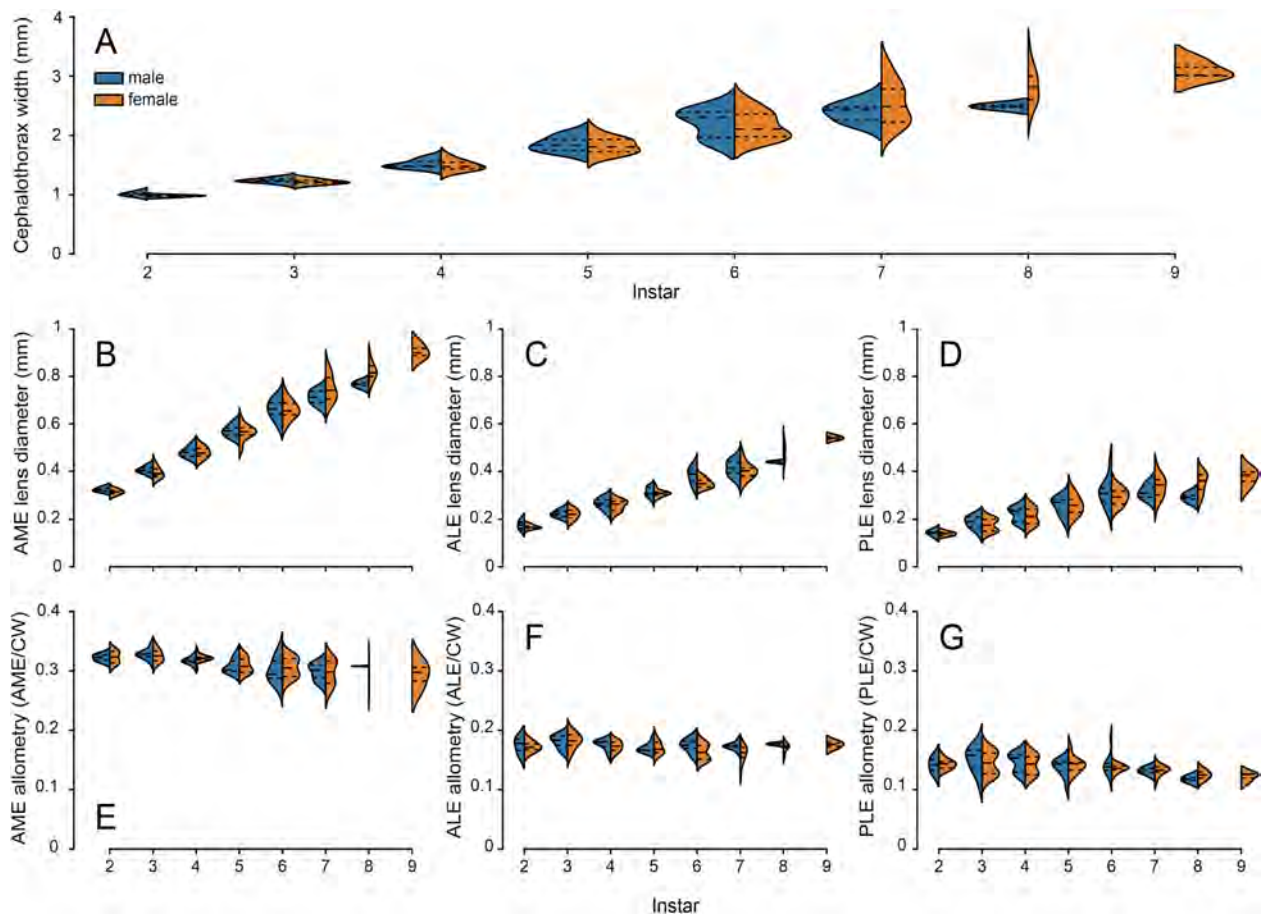 A
male
female
Cephalothorax width (mm)
4
3
2
1
0
2 3 4 5 6 7 8 9
Instar
B
AME lens diameter (mm)
1
0.8
0.6
0.4
0.2
0
C
ALE lens diameter (mm)
1
0.8
0.6
0.4
0.2
0
D
PLE lens diameter (mm)
1
0.8
0.6
0.4
0.2
0
E
AME allometry (AME/CW)
0.4
0.3
0.2
0.1
0
2 3 4 5 6 7 8 9
F
ALE allometry (ALE/CW)
0.4
0.3
0.2
0.1
0
2 3 4 5 6 7 8 9
G
PLE allometry (PLE/CW)
0.4
0.3
0.2
0.1
0
2 3 4 5 6 7 8 9
Instar